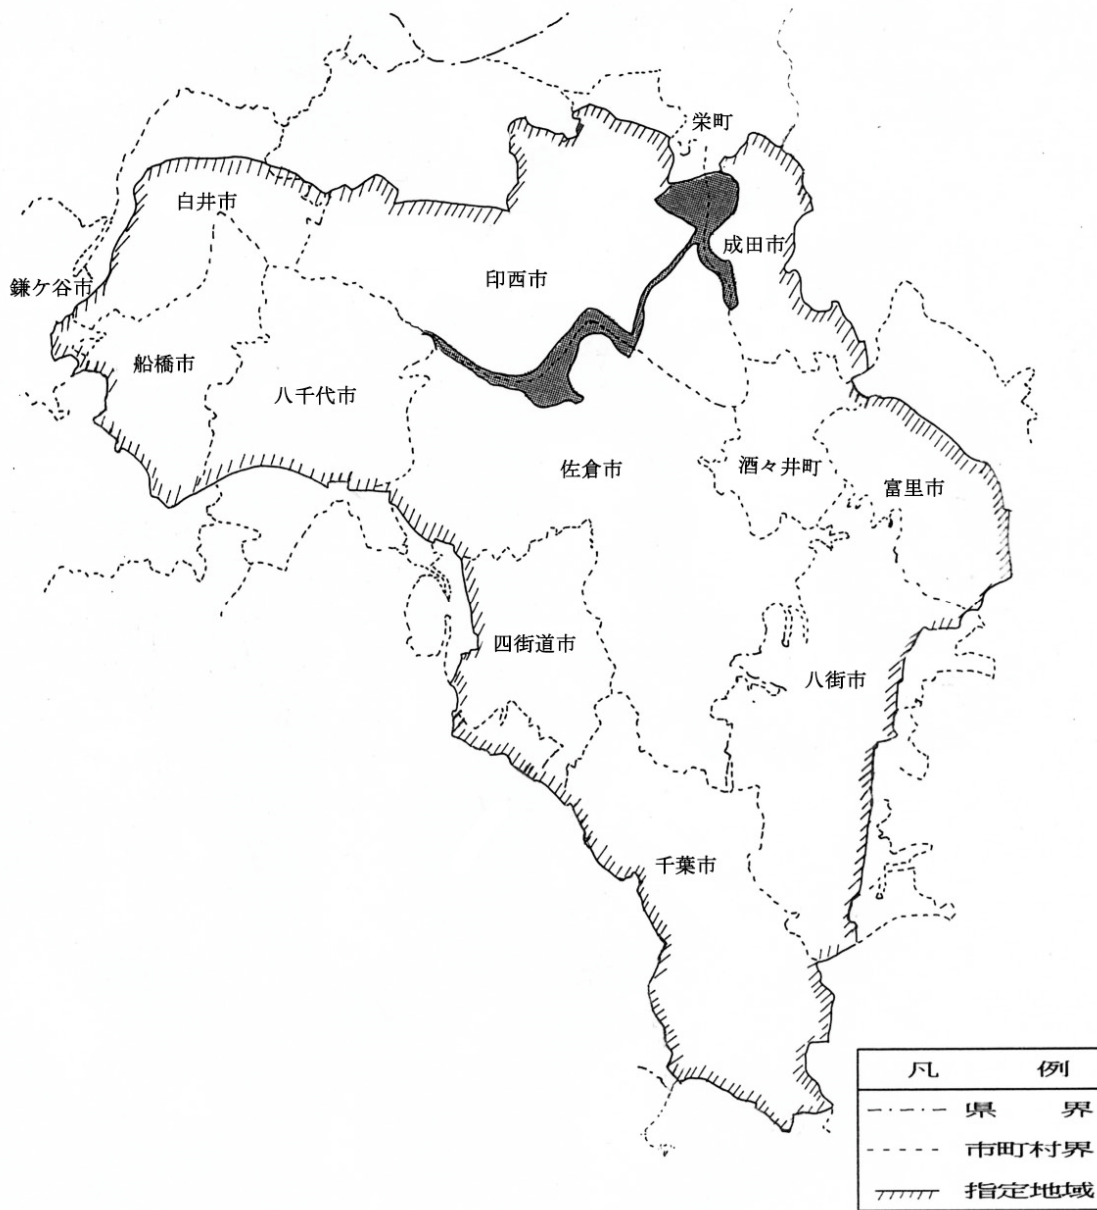 栄町
白井市
成田市
印西市
鎌ケ谷市
船橋市
八千代市
佐倉市
酒々井町
富里市
四街道市
八街市
千葉市
凡 例
県 界
市町村界
指定地域